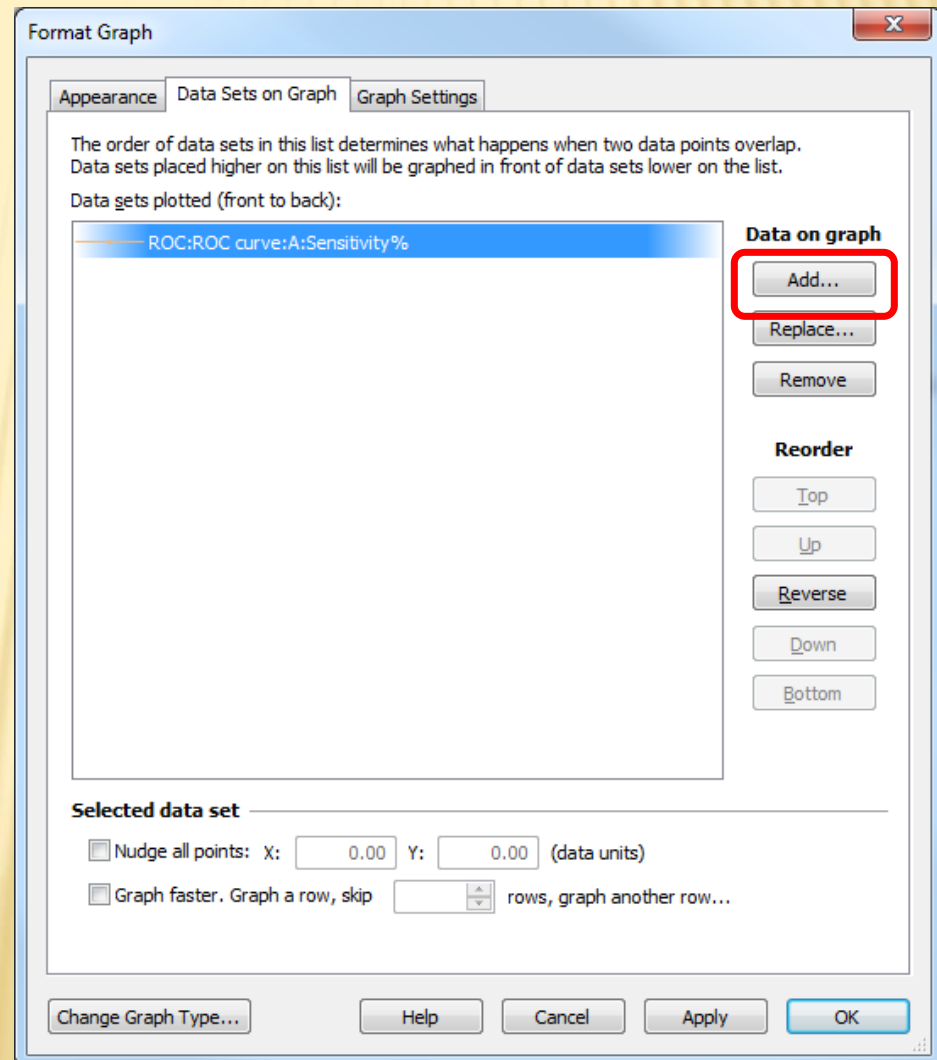 Format Graph
X
Appearance
Data Sets on Graph
Graph Settings
The order of data sets in this list determines what happens when two data points overlap.
Data sets placed higher on this list will be graphed in front of data sets lower on the list.
Data sets plotted (front to back):
ROC:ROC curve:A:Sensitivity%
Data on graph
Add...
Replace...
Remove
Reorder
Top
Up
Reverse
Down
Bottom
Selected data set
Nudge all points: X: 0.00 Y: 0.00 (data units)
Graph faster. Graph a row, skip rows, graph another row...
Change Graph Type... Help Cancel Apply OK